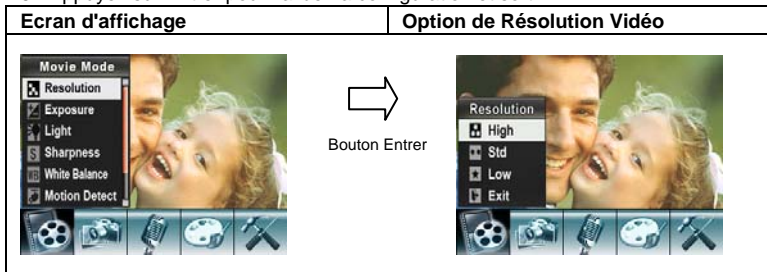 Ecran d'affichage
Option de Résolution Vidéo
Movie Mode
Resolution
Exposure
Light
Sharpness
White Balance
Motion Detect
Bouton Entrer
Resolution
High
Std
Low
Exit